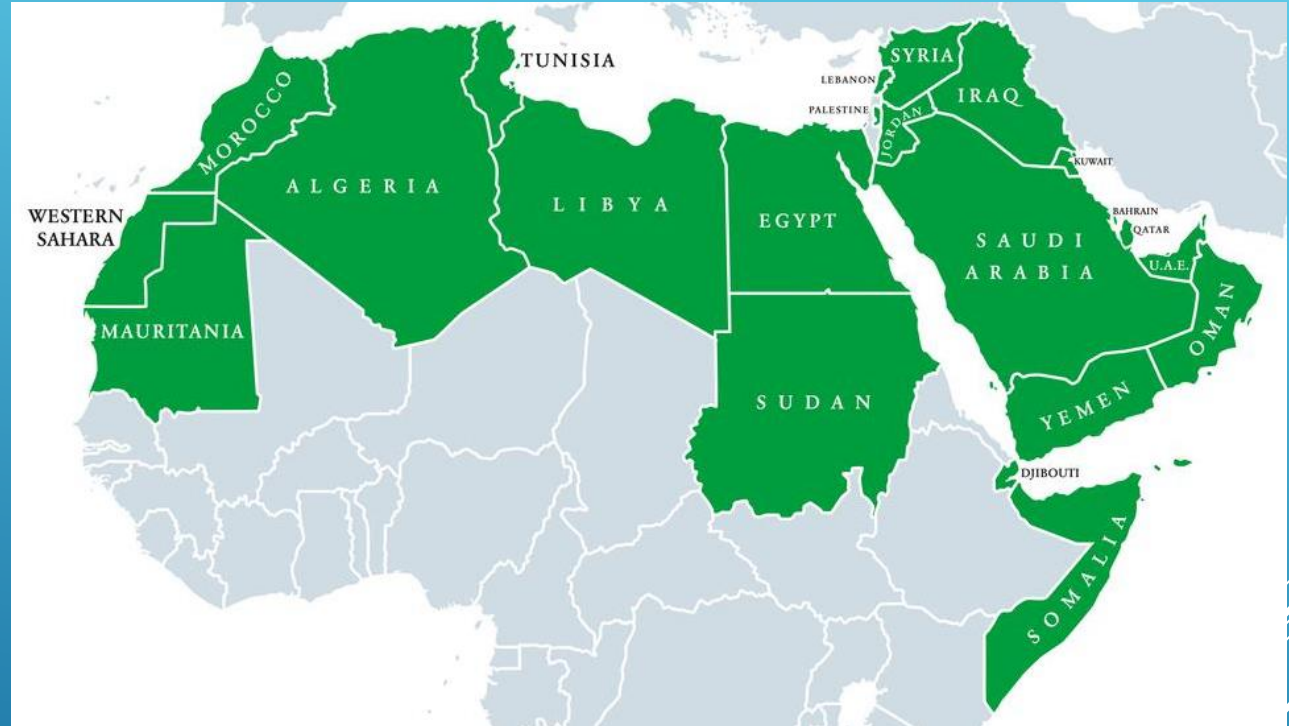 TUNISIA
SYRIA
LEBANON
IRAQ
PALESTINE
JORDAN
MOROCCO
KUWAIT
ALGERIA
LIBYA
EGYPT
WESTERN
SAHARA
BAHRAIN
QATAR
SAUDI
ARABIA
U.A.E.
OMAN
MAURITANIA
SUDAN
YEMEN
DJIBOUTI
SOMALIA